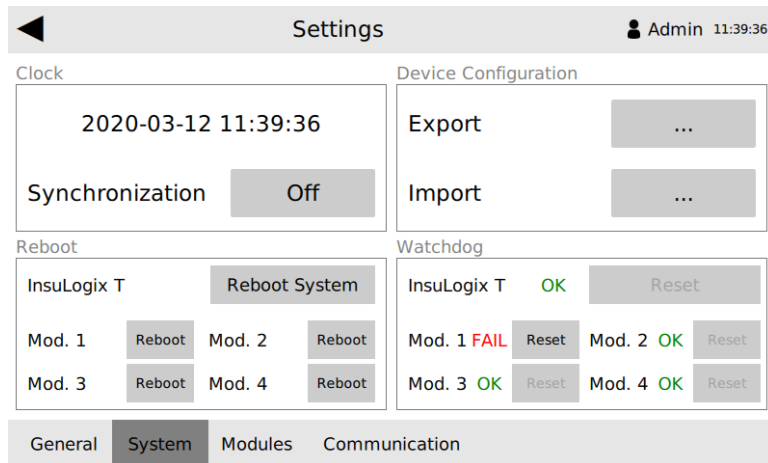 Settings
Admin 11:39:36
Clock
2020-03-12 11:39:36
Synchronization Off
Device Configuration
Export ...
Import ...
Reboot
InsuLogix T Reboot System
Mod. 1 Reboot Mod. 2 Reboot
Mod. 3 Reboot Mod. 4 Reboot
Watchdog
InsuLogix T OK Reset
Mod. 1 FAIL Reset Mod. 2 OK Reset
Mod. 3 OK Reset Mod. 4 OK Reset
General System Modules Communication